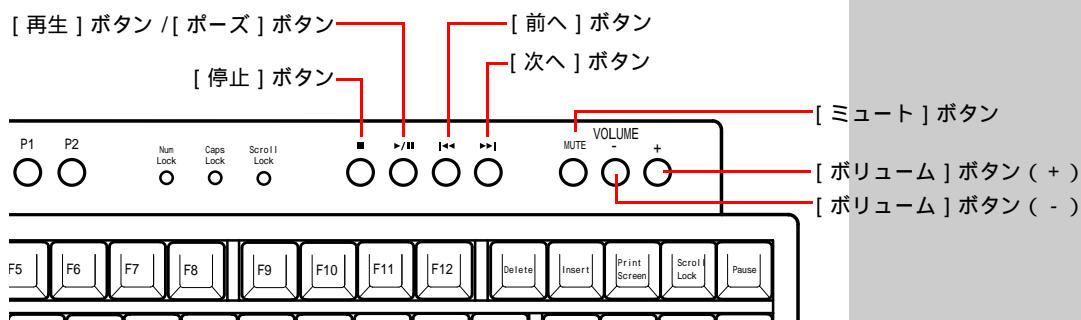 [ 再生 ] ボタン / [ ポーズ ] ボタン
[ 前へ ] ボタン
[ 停止 ] ボタン
[ 次へ ] ボタン
[ ミュート ] ボタン
P1
P2
Num
Lock
Caps
Lock
Scroll
Lock
■
►/II
I◄◄
►►I
MUTE
VOLUME
-
+
[ ボリューム ] ボタン ( + )
[ ボリューム ] ボタン ( - )
F5
F6
F7
F8
F9
F10
F11
F12
Delete
Insert
Print
Screen
Scroll
Lock
Pause